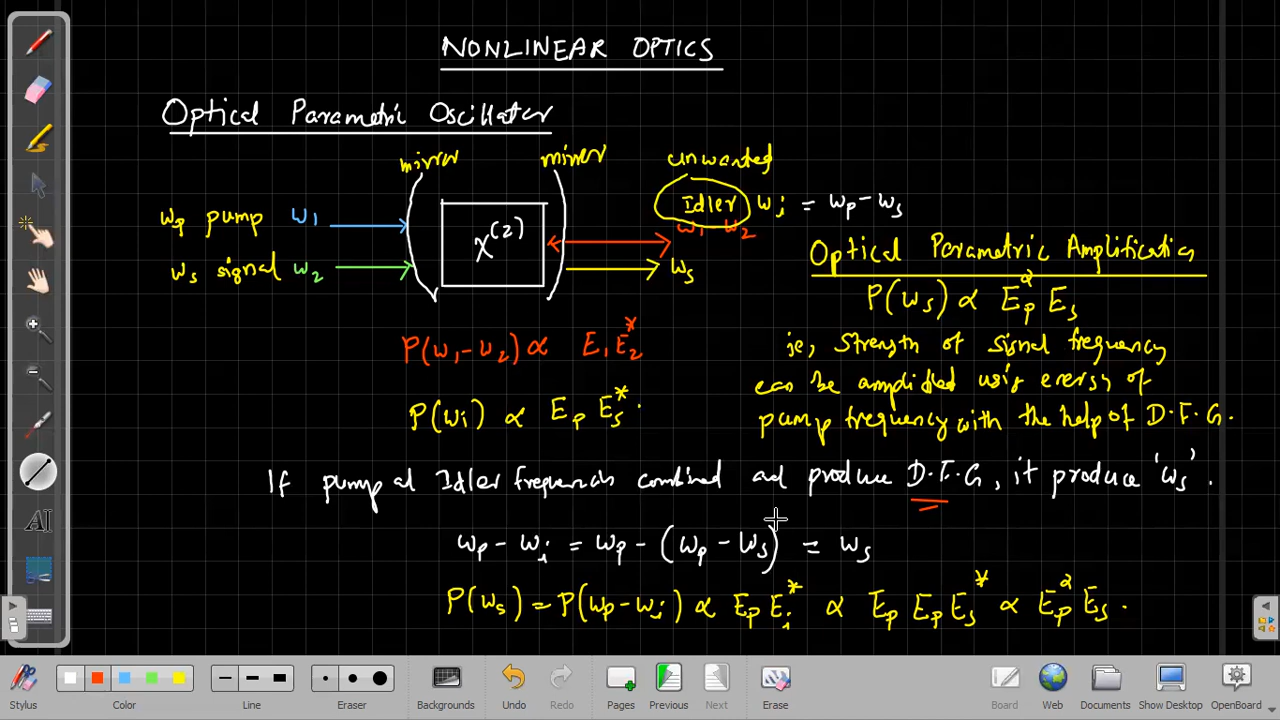 NONLINEAR OPTICS
Optical Parametric Oscillator
mirror mirror unwanted
ωp pump ω1 Idler ωi = ωp - ωs
ω1 - ω2
χ(2)
ωs signal ω2 ωs
Optical Parametric Amplification
P(ωs) ∝ Ep² Es
P(ω1 - ω2) ∝ E1 E2*
ie, Strength of signal frequency
can be amplified using energy of
P(ωi) ∝ Ep Es*.
pump frequency with the help of D.F.G.
If pump ad Idler frequencies combined ad produce D.F.G, it produce 'ωs'.
ωp - ωi = ωp - (ωp - ωs) = ωs
P(ωs) = P(ωp - ωi) ∝ Ep Ei* ∝ Ep Ep Es* ∝ Ep² Es.
Stylus Color Line Eraser Backgrounds Undo Redo Pages Previous Next Erase Board Web Documents Show Desktop OpenBoard